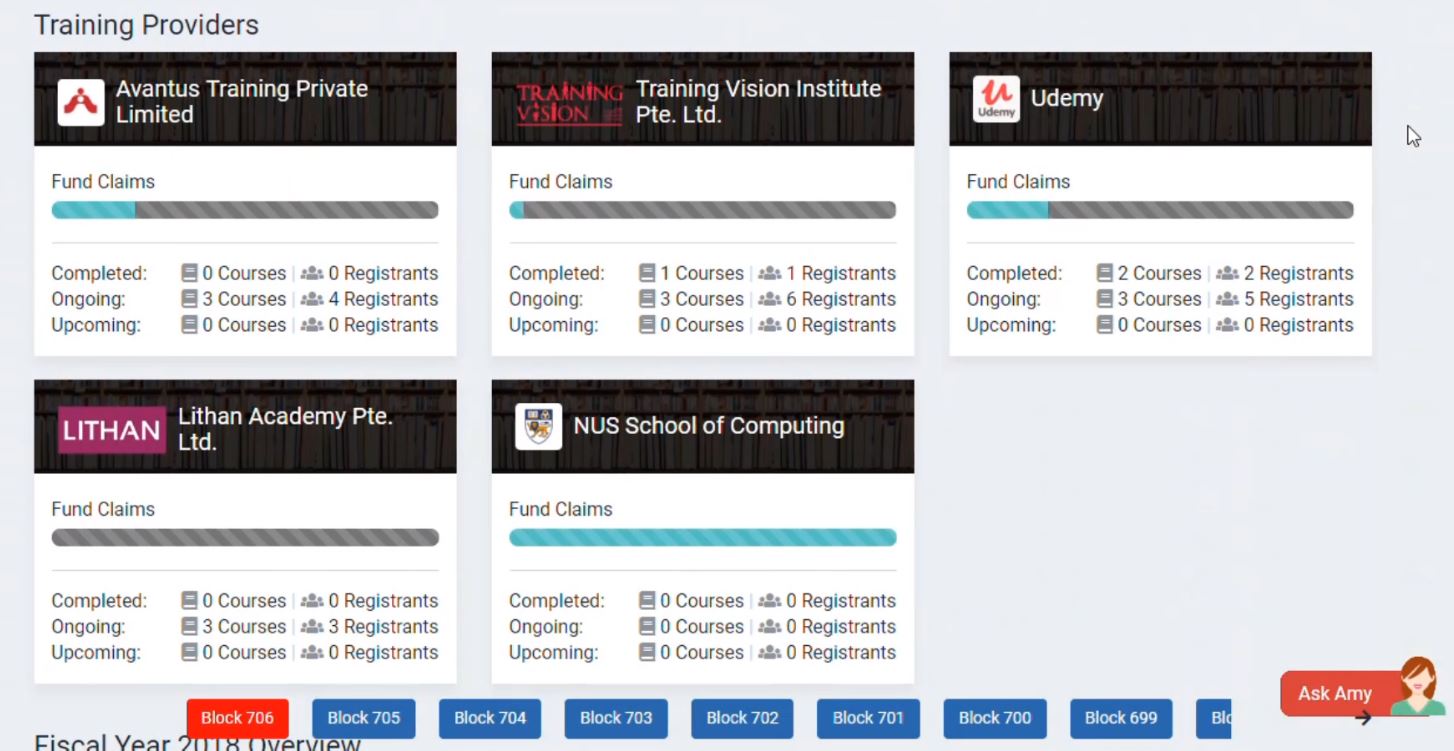 Training Providers
Avantus Training Private
Limited
TRAINING
VISION
Training Vision Institute
Pte. Ltd.
Udemy
Udemy
Fund Claims
Fund Claims
Fund Claims
Completed: 0 Courses | 0 Registrants
Ongoing: 3 Courses | 4 Registrants
Upcoming: 0 Courses | 0 Registrants
Completed: 1 Courses | 1 Registrants
Ongoing: 3 Courses | 6 Registrants
Upcoming: 0 Courses | 0 Registrants
Completed: 2 Courses | 2 Registrants
Ongoing: 3 Courses | 5 Registrants
Upcoming: 0 Courses | 0 Registrants
LITHAN
Lithan Academy Pte.
Ltd.
NUS School of Computing
Fund Claims
Fund Claims
Completed: 0 Courses | 0 Registrants
Ongoing: 3 Courses | 3 Registrants
Upcoming: 0 Courses | 0 Registrants
Completed: 0 Courses | 0 Registrants
Ongoing: 0 Courses | 0 Registrants
Upcoming: 0 Courses | 0 Registrants
Ask Amy
Block 706
Block 705
Block 704
Block 703
Block 702
Block 701
Block 700
Block 699
Blo
Fiscal Year 2018 Overview